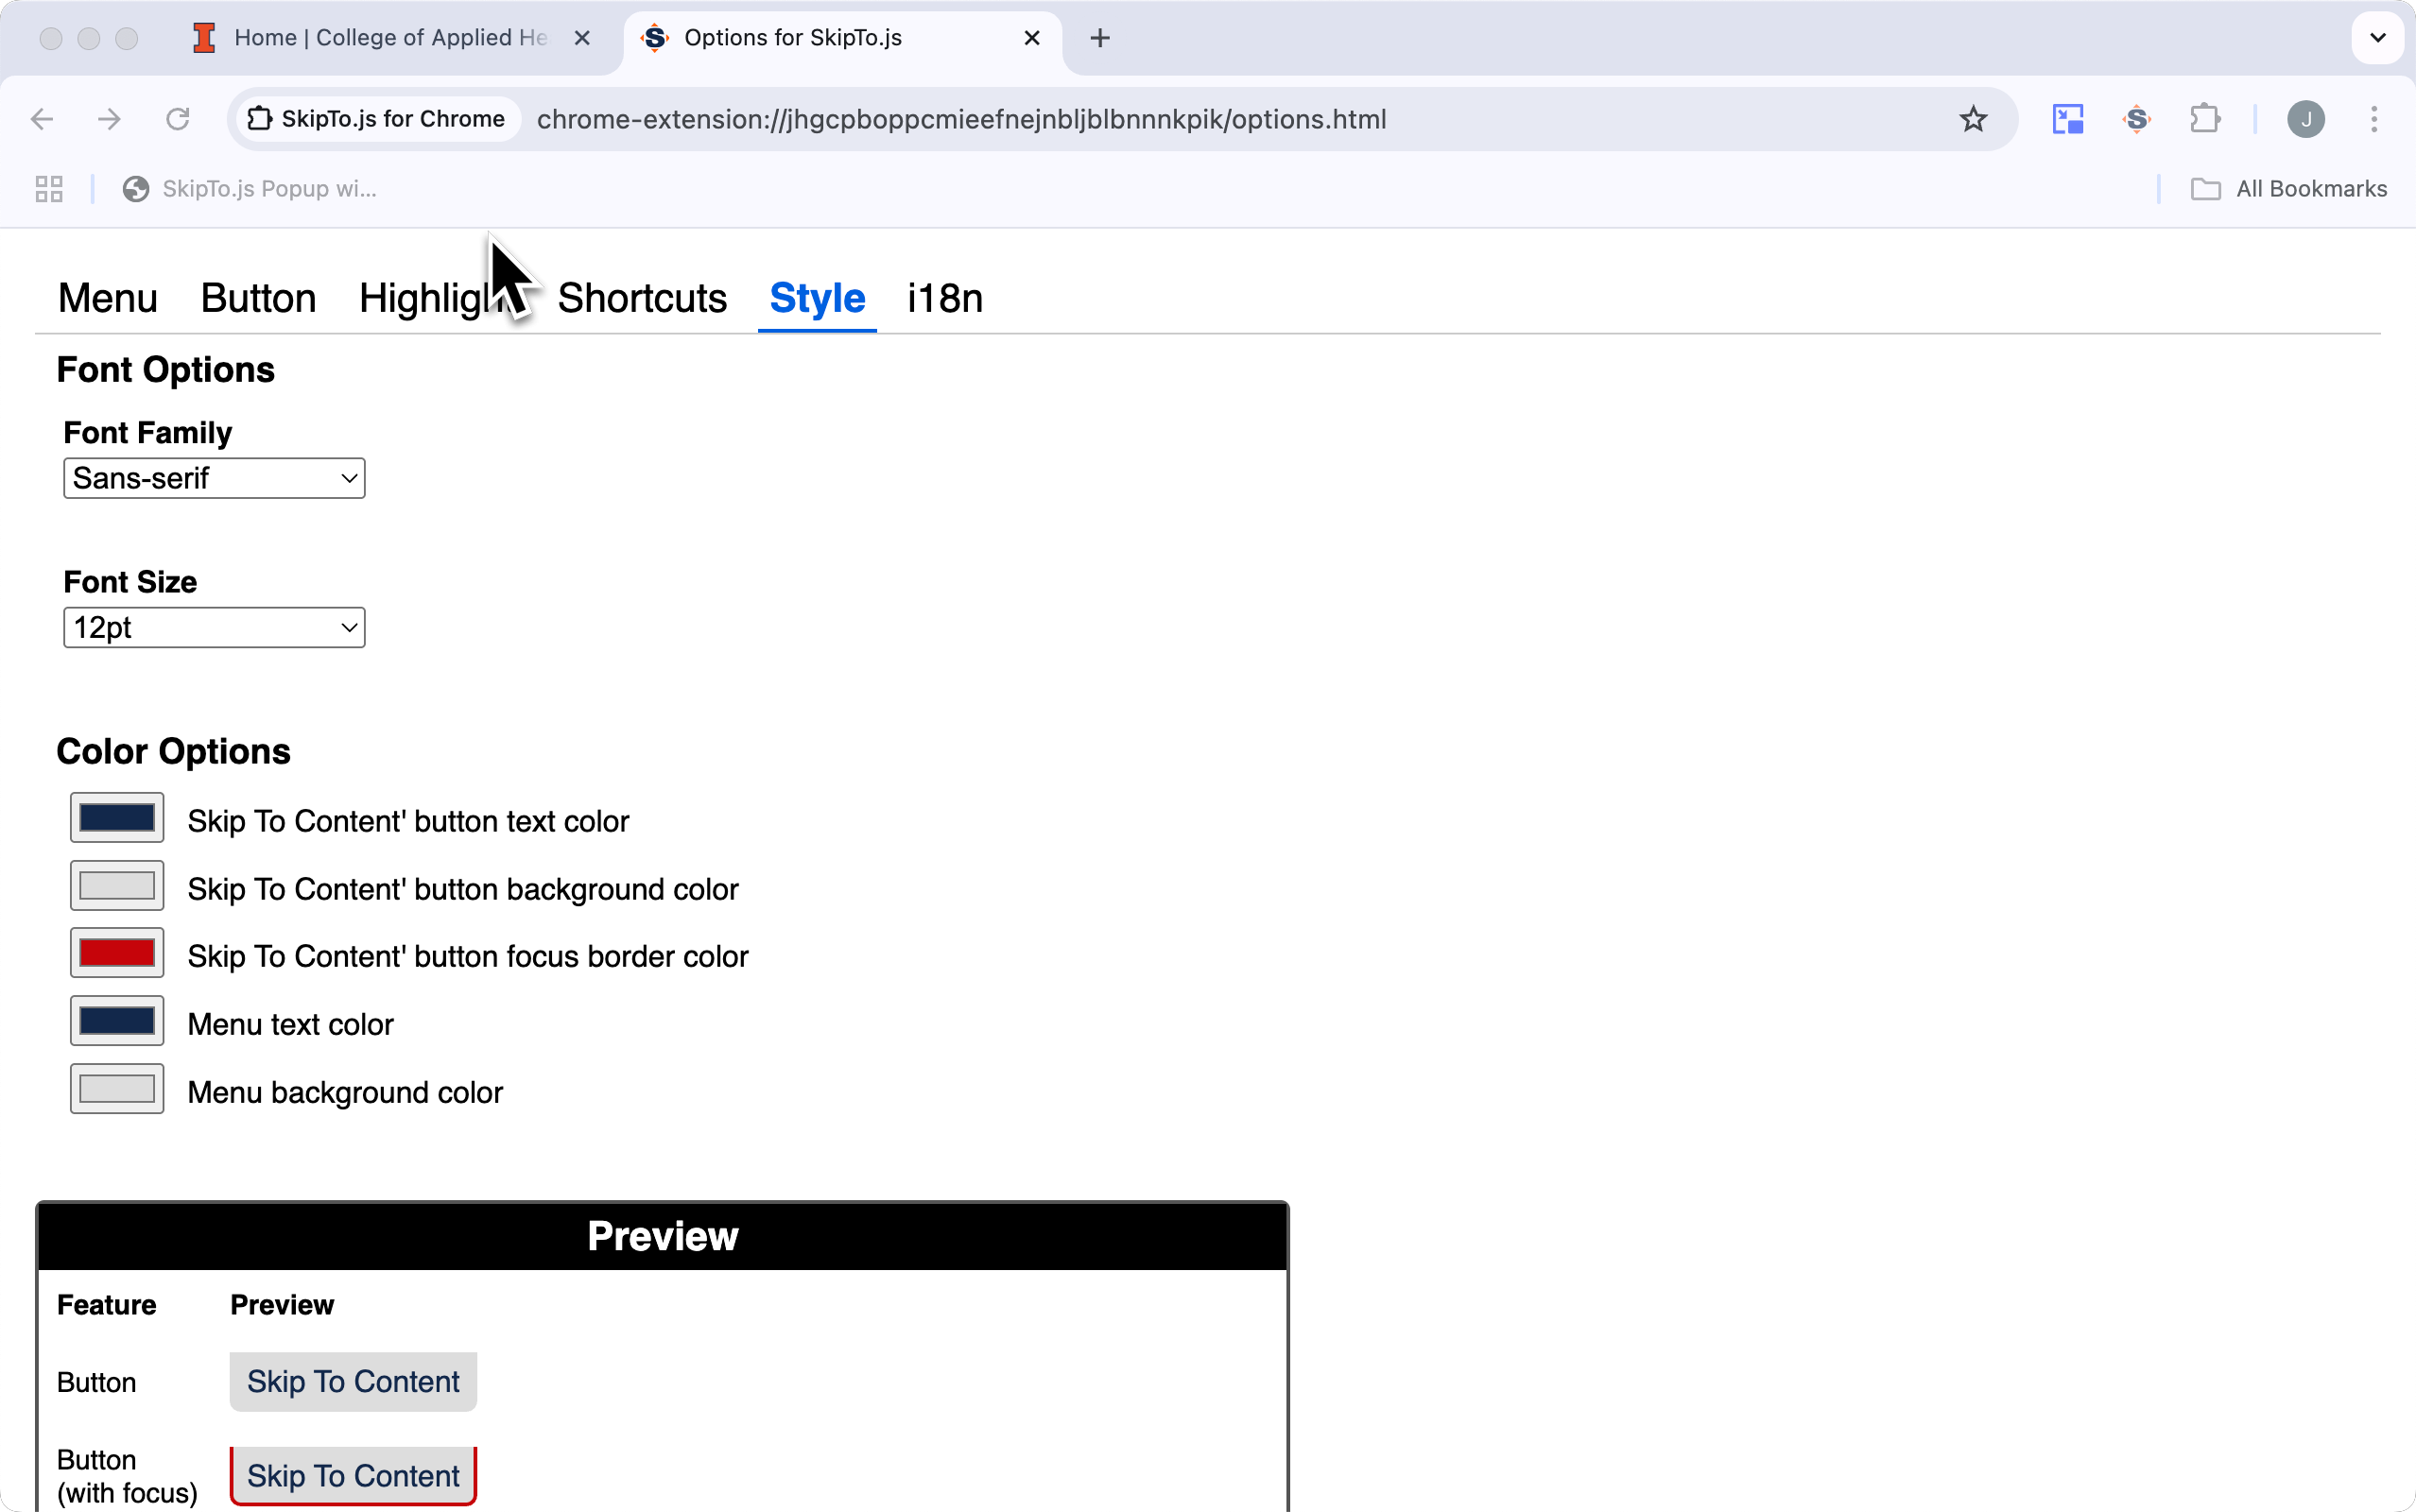 Home | College of Applied He
Options for SkipTo.js
SkipTo.js for Chrome
chrome-extension://jhgcpboppcmieefnejnbljblbnnnkpik/options.html
J
SkipTo.js Popup wi...
All Bookmarks
Menu Button Highlight Shortcuts Style i18n
Font Options
Font Family
Sans-serif
Font Size
12pt
Color Options
Skip To Content' button text color
Skip To Content' button background color
Skip To Content' button focus border color
Menu text color
Menu background color
Preview
Feature Preview
Button Skip To Content
Button
(with focus) Skip To Content